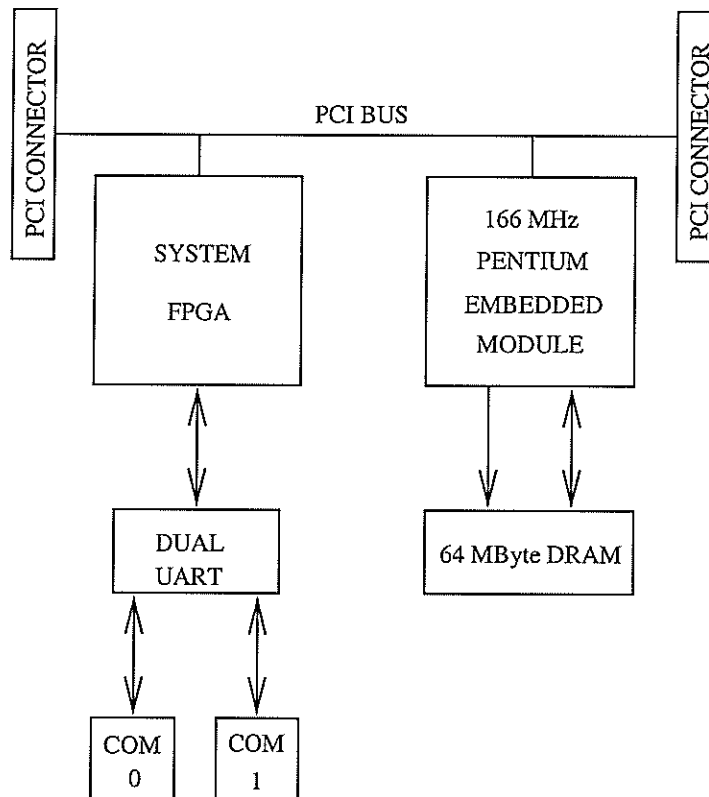 PCI CONNECTOR
PCI BUS
PCI CONNECTOR
SYSTEM
FPGA
166 MHz
PENTIUM
EMBEDDED
MODULE
DUAL
UART
64 MByte DRAM
COM
0
COM
1